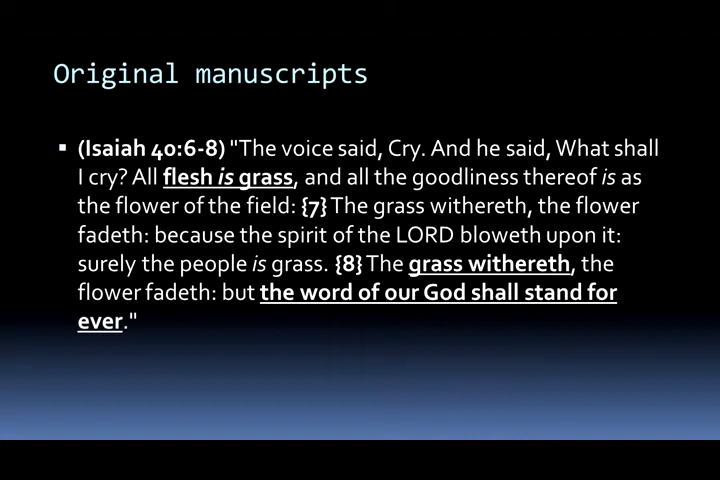 Original manuscripts
▪ (Isaiah 40:6-8) "The voice said, Cry. And he said, What shall
I cry? All flesh is grass, and all the goodliness thereof is as
the flower of the field: {7} The grass withereth, the flower
fadeth: because the spirit of the LORD bloweth upon it:
surely the people is grass. {8} The grass withereth, the
flower fadeth: but the word of our God shall stand for
ever."